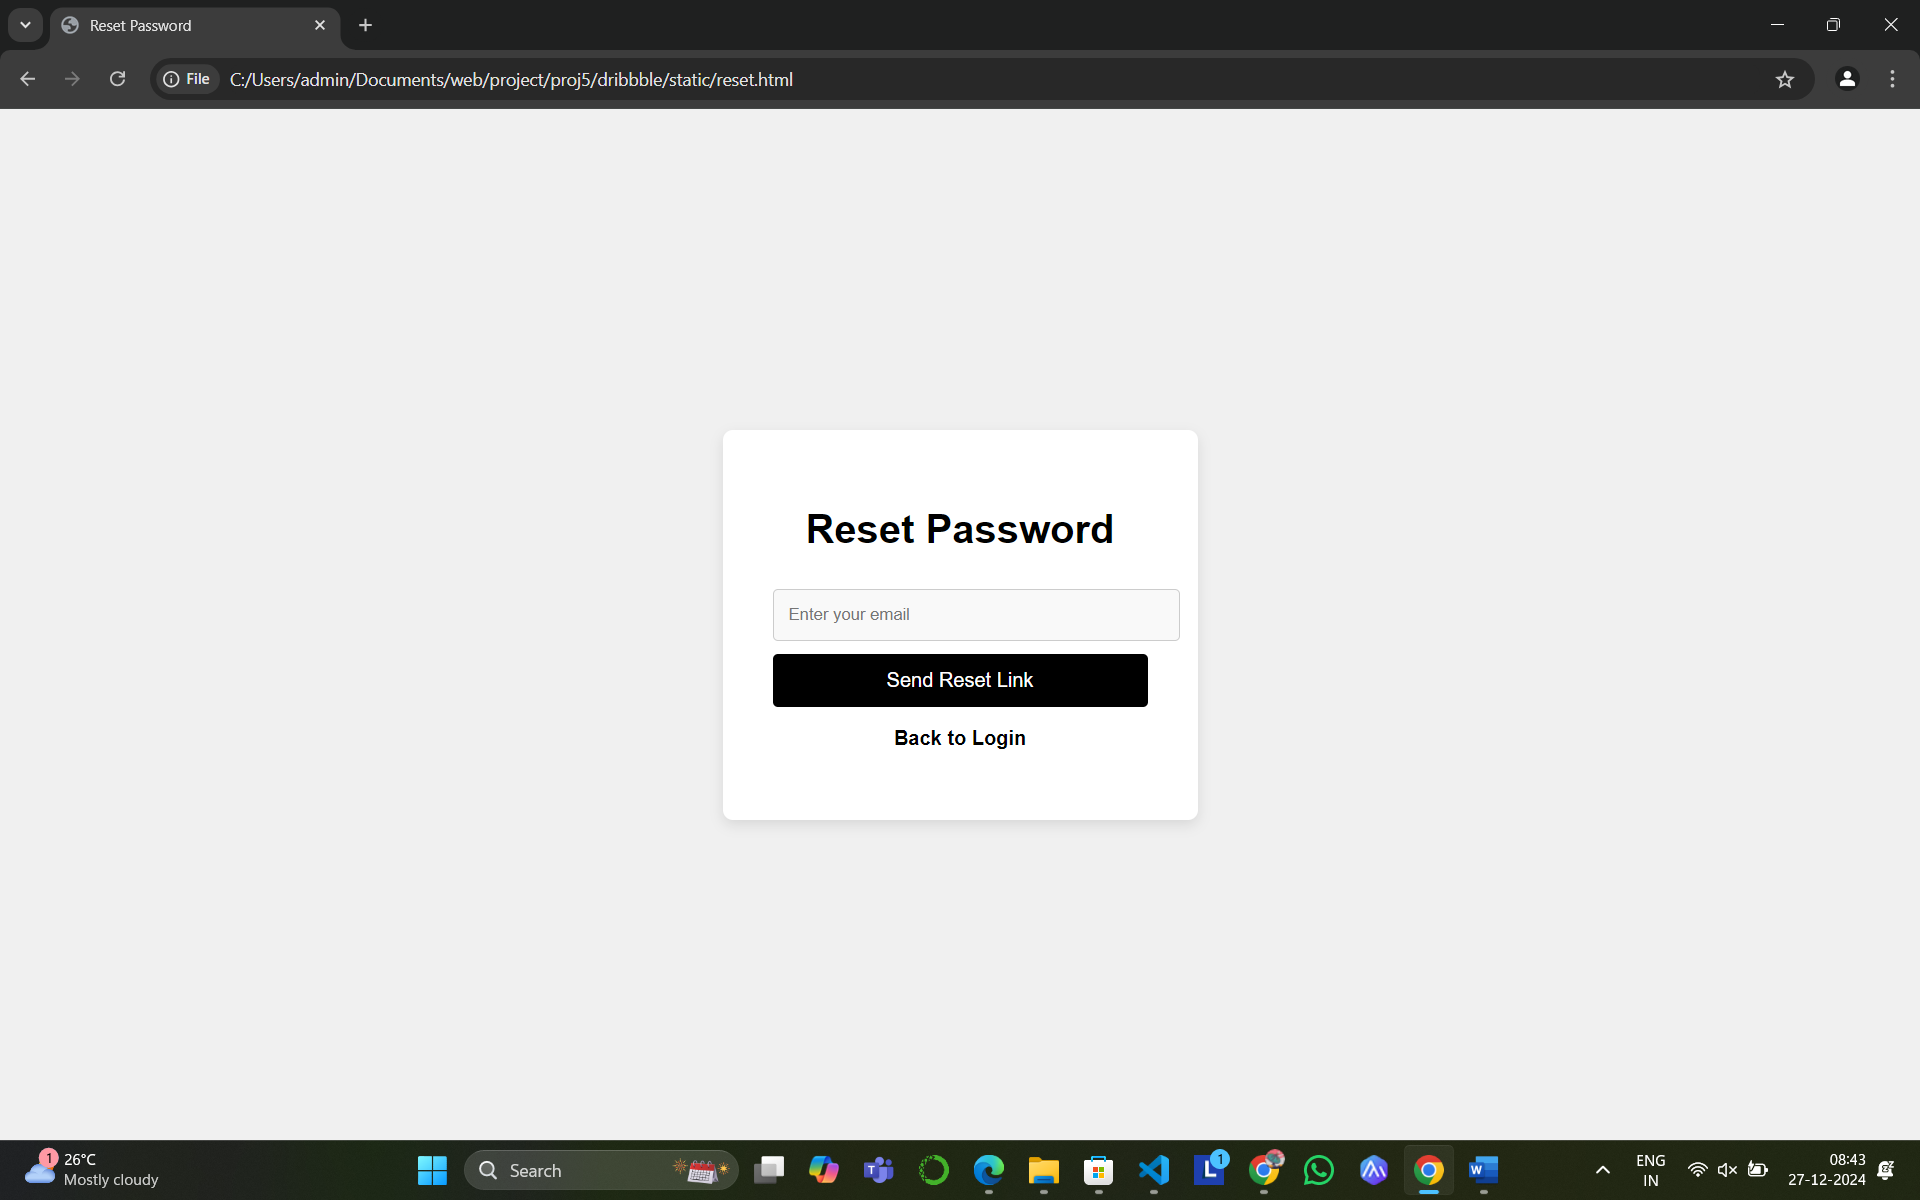 Reset Password
File
C:/Users/admin/Documents/web/project/proj5/dribbble/static/reset.html
Reset Password
Enter your email
Send Reset Link
Back to Login
1
26°C
Mostly cloudy
Search
T
L
1
W
ENG
IN
08:43
27-12-2024